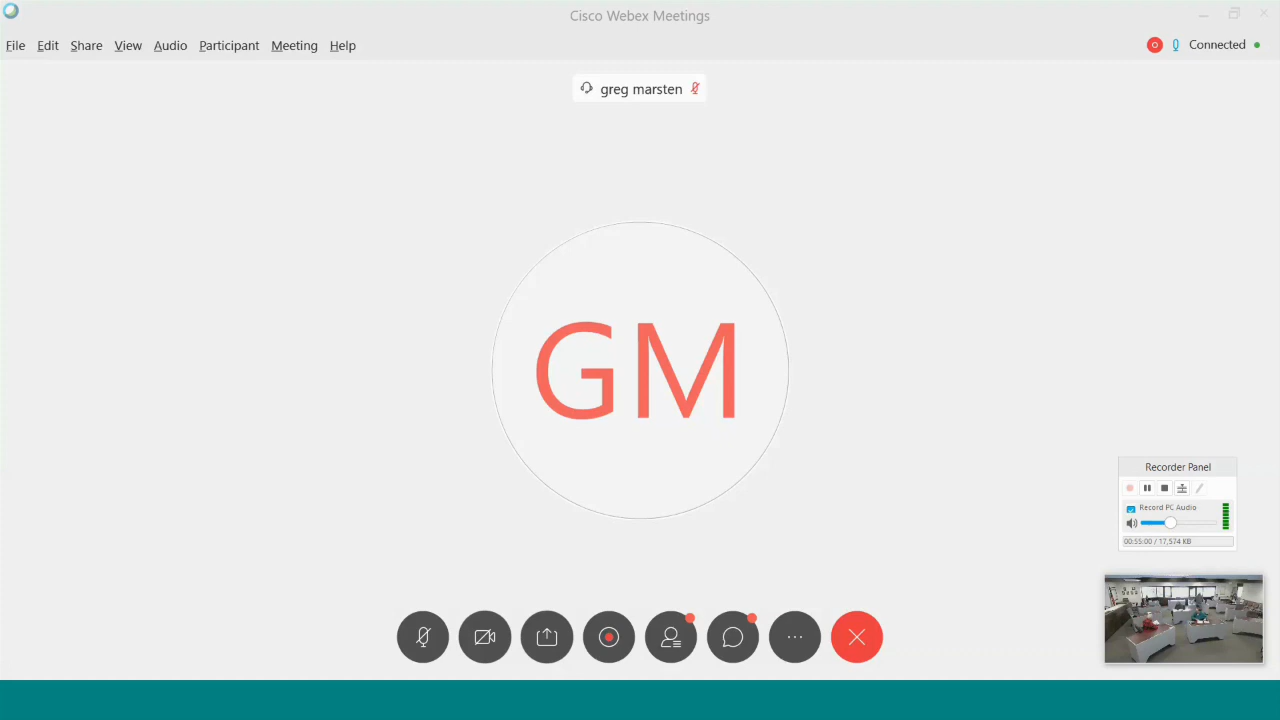 Cisco Webex Meetings
File Edit Share View Audio Participant Meeting Help
Connected
greg marsten
GM
Recorder Panel
Record PC Audio
00:55:00 / 17,574 KB